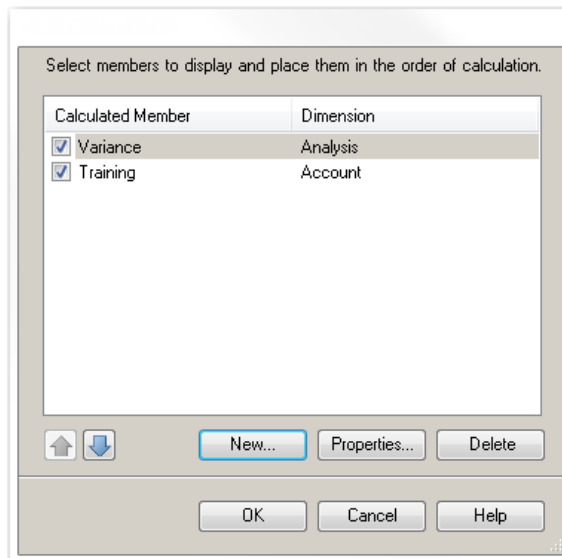 Select members to display and place them in the order of calculation.
Calculated Member Dimension
Variance Analysis
Training Account
New... Properties... Delete
OK Cancel Help